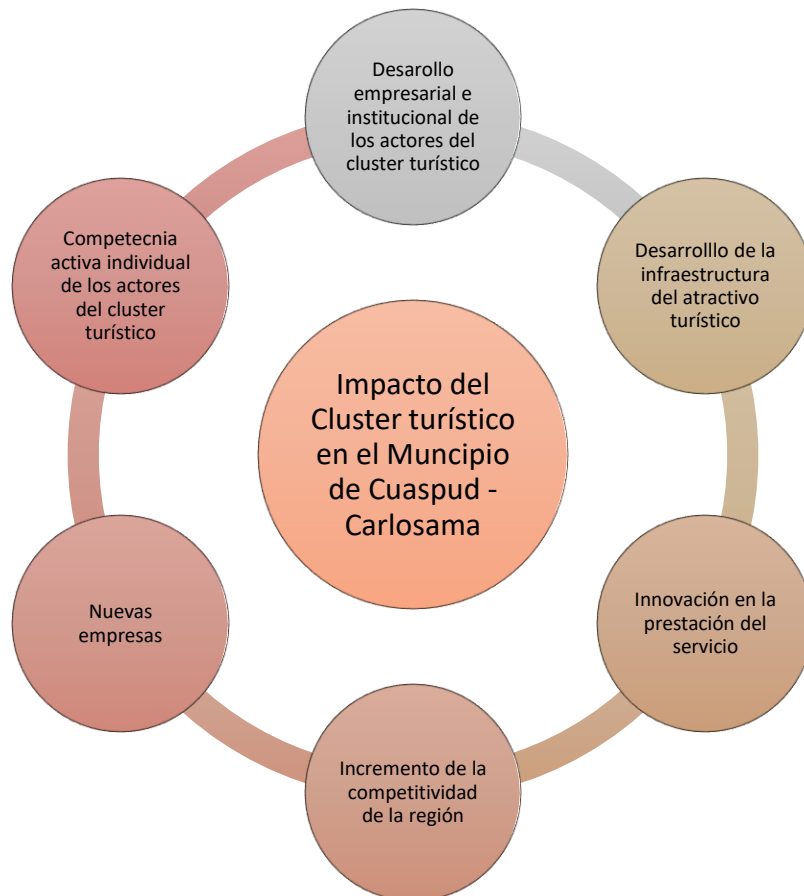 Desarollo
empresarial e
institucional de
los actores del
cluster turístico
Desarrolllo de la
infraestructura
del atractivo
turístico
Innovación en la
prestación del
servicio
Incremento de la
competitividad
de la región
Nuevas
empresas
Competecnia
activa individual
de los actores
del cluster
turístico
Impacto del
Cluster turístico
en el Muncipio
de Cuaspud -
Carlosama